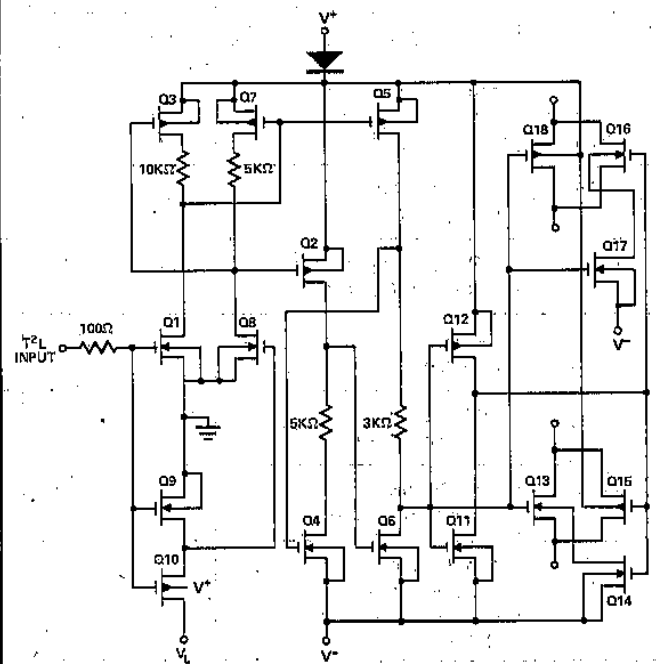 V+
Q3
Q7
Q5
Q18
Q16
10KΩ
5KΩ
Q2
Q17
Q12
V-
Q1
Q8
100Ω
T²L
INPUT
5KΩ
3KΩ
Q13
Q15
Q9
Q4
Q6
Q11
Q10
V+
Q14
VL
V-